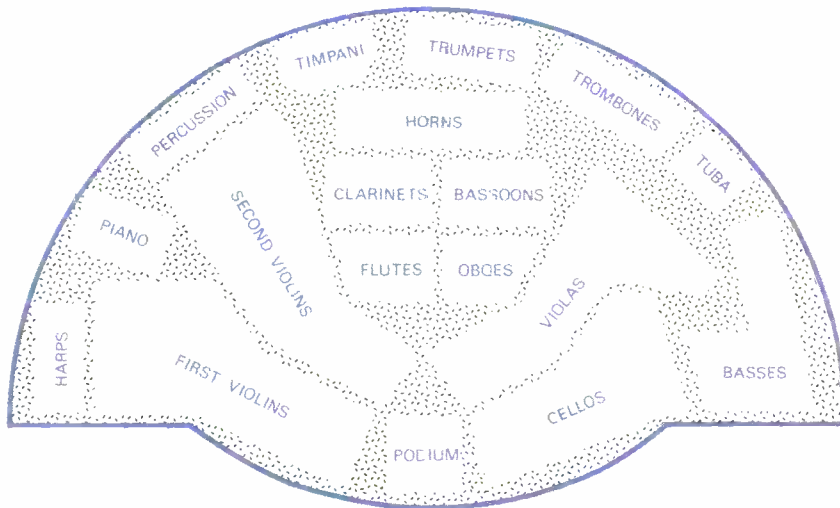 TIMPANI
TRUMPETS
PERCUSSION
TROMBONES
HORNS
TUBA
CLARINETS
BASSOONS
PIANO
SECOND VIOLINS
FLUTES
OBOES
VIOLAS
HARPS
FIRST VIOLINS
CELLOS
BASSES
PODIUM